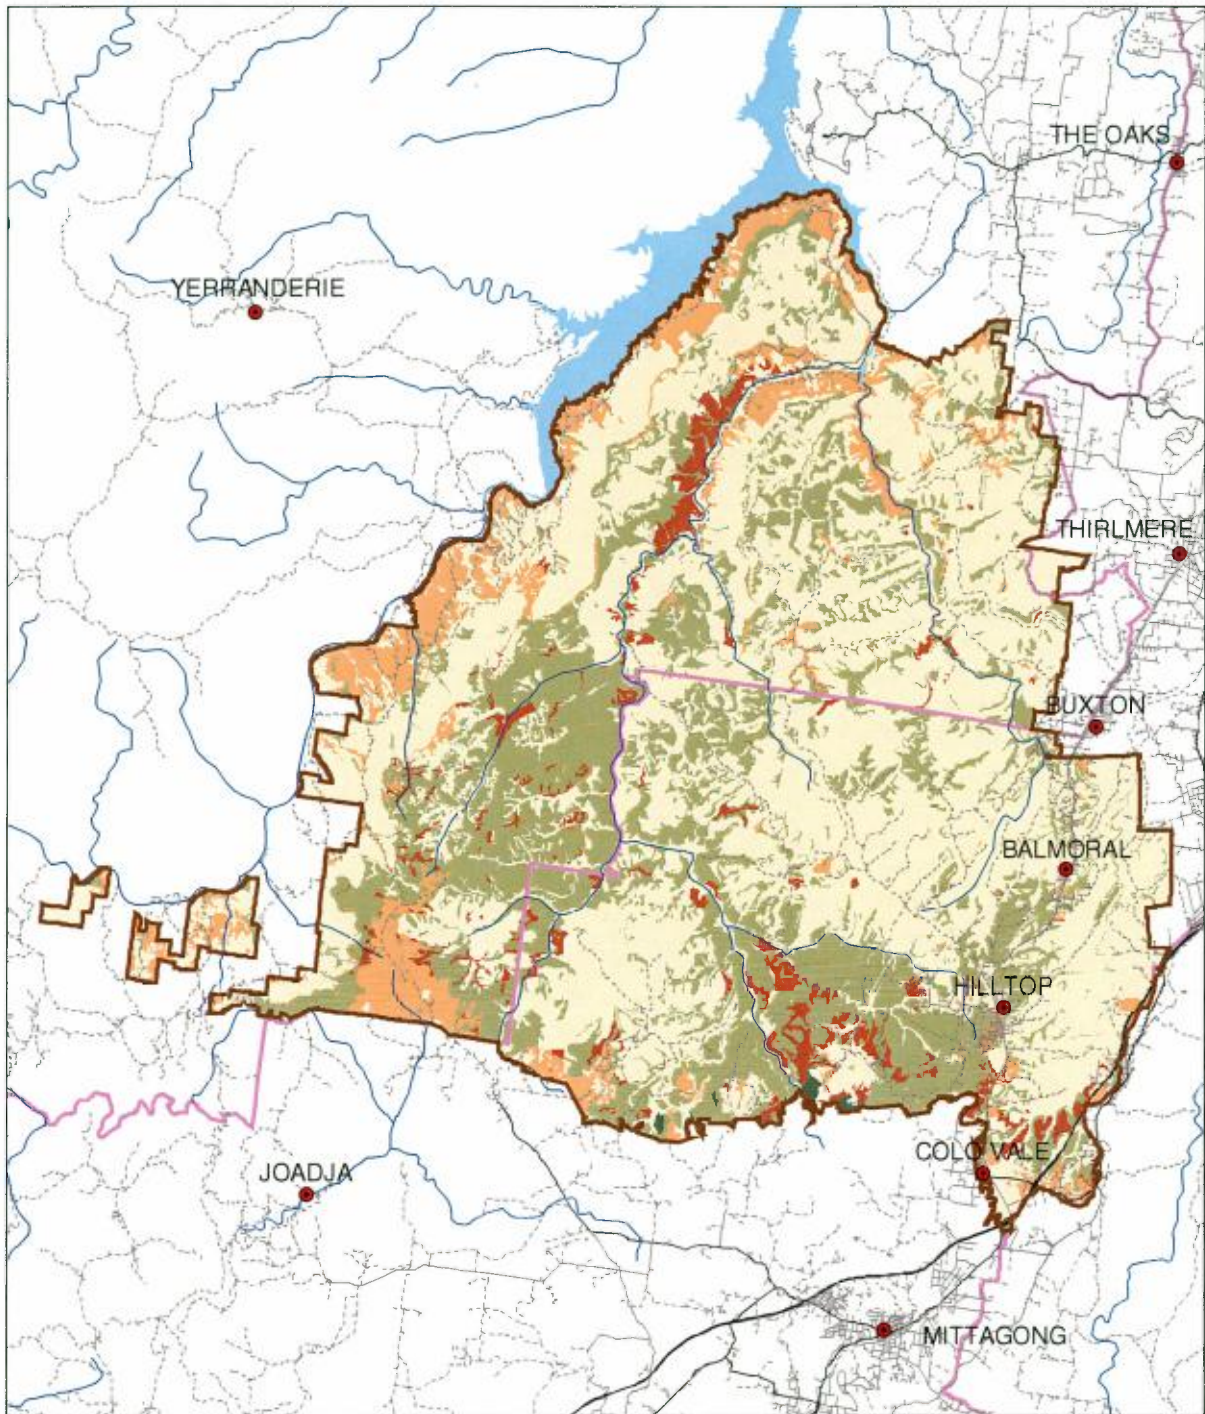 THE OAKS
YERRANDERIE
THIRLMERE
BUXTON
BALMORAL
HILLTOP
COLO VALE
JOADJA
MITTAGONG